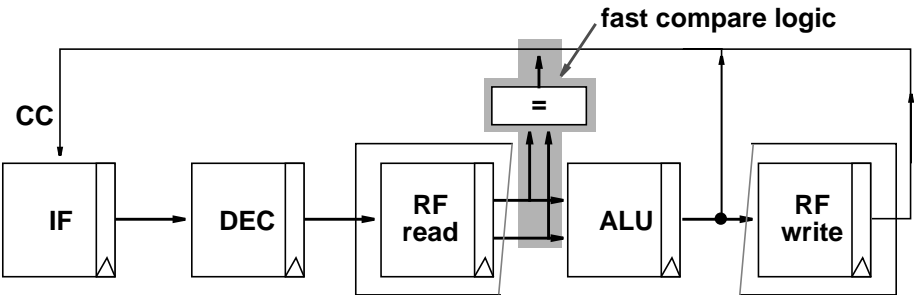 fast compare logic
CC
=
IF
DEC
RF
read
ALU
RF
write